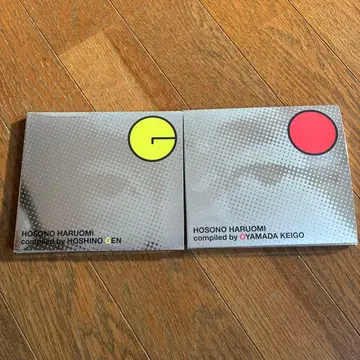 G
HOSONO HARUOMI
compiled by HOSHINO GEN
HOSONO HARUOMI
compiled by OYAMADA KEIGO